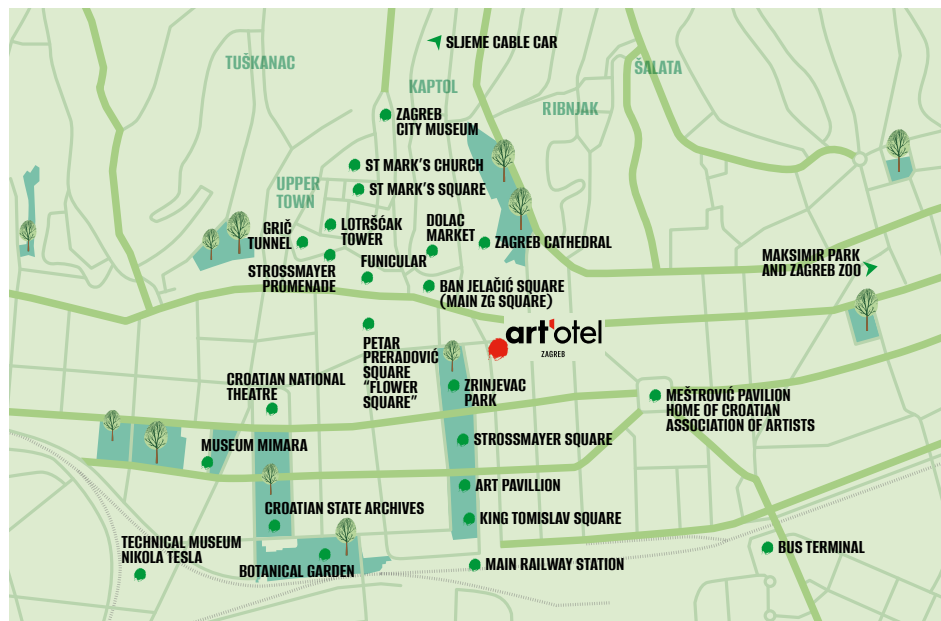 SLJEME CABLE CAR
TUŠKANAC
ŠALATA
KAPTOL
RIBNJAK
ZAGREB
CITY MUSEUM
ST MARK'S CHURCH
UPPER
TOWN
ST MARK'S SQUARE
GRIČ
TUNNEL
LOTRŠĆAK
TOWER
DOLAC
MARKET
ZAGREB CATHEDRAL
STROSSMAYER
PROMENADE
FUNICULAR
MAKSIMIR PARK
AND ZAGREB ZOO
BAN JELAČIĆ SQUARE
(MAIN ZG SQUARE)
art'otel
ZAGREB
PETAR
PRERADOVIĆ
SQUARE
"FLOWER
SQUARE"
CROATIAN NATIONAL
THEATRE
ZRINJEVAC
PARK
MEŠTROVIĆ PAVILION
HOME OF CROATIAN
ASSOCIATION OF ARTISTS
MUSEUM MIMARA
STROSSMAYER SQUARE
ART PAVILLION
CROATIAN STATE ARCHIVES
KING TOMISLAV SQUARE
TECHNICAL MUSEUM
NIKOLA TESLA
BOTANICAL GARDEN
MAIN RAILWAY STATION
BUS TERMINAL